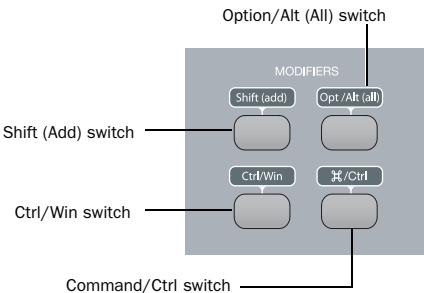 Option/Alt (All) switch
MODIFIERS
Shift (add)
Opt /Alt (all)
Shift (Add) switch
Ctrl/Win
⌘/Ctrl
Ctrl/Win switch
Command/Ctrl switch